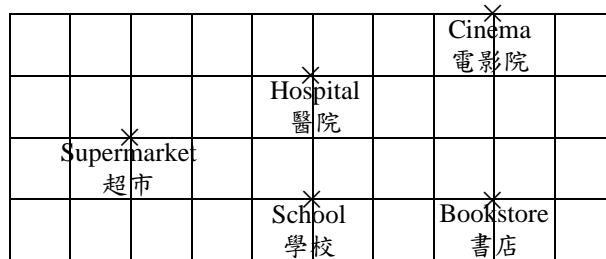 Cinema
電影院
Hospital
醫院
Supermarket
超市
School
學校
Bookstore
書店